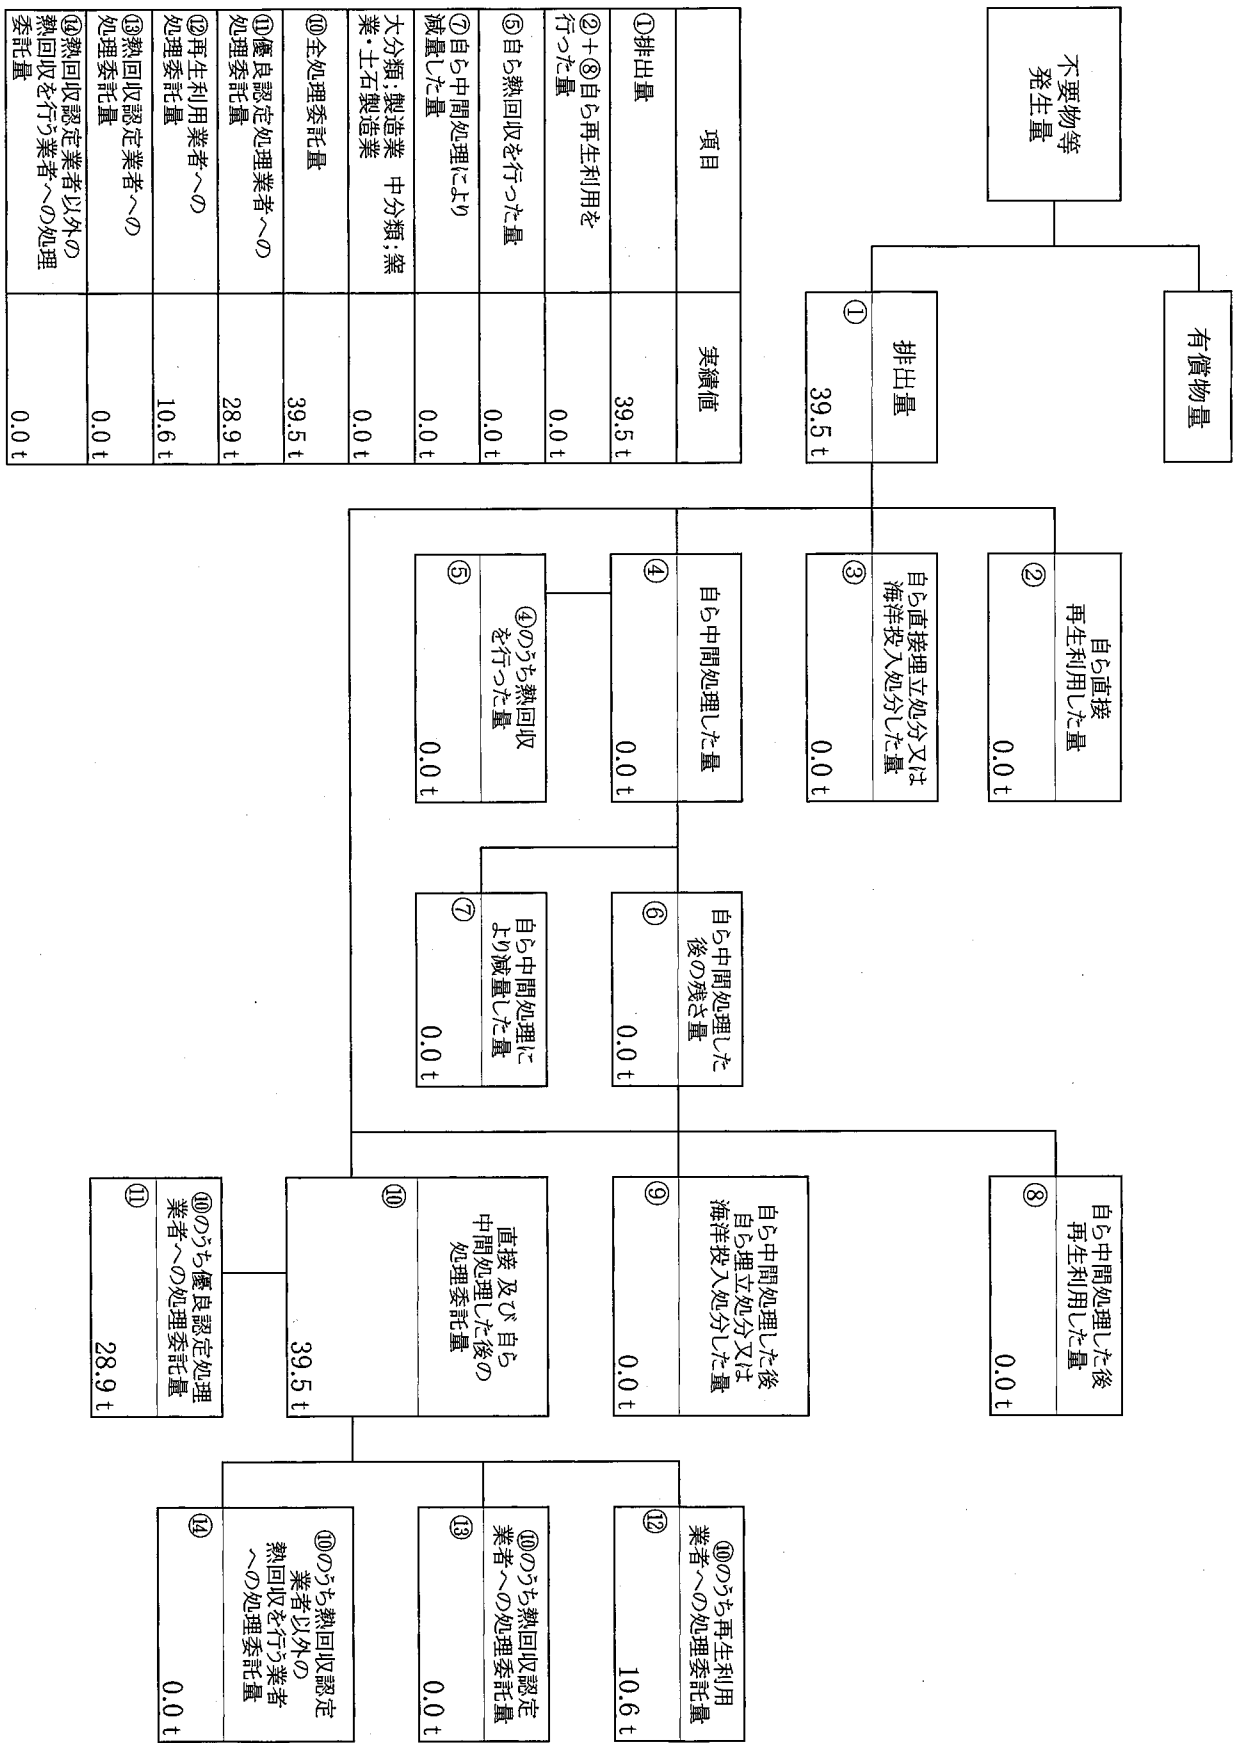 不要物等
発生量
有償物量
排出量
①
39.5 t
自ら直接
再生利用した量
②
0.0 t
自ら直接埋立処分又は
海洋投入処分した量
③
0.0 t
自ら中間処理した量
④
0.0 t
④のうち熱回収
を行った量
⑤
0.0 t
自ら中間処理した
後の残さ量
⑥
0.0 t
自ら中間処理に
より減量した量
⑦
0.0 t
自ら中間処理した後
再生利用した量
⑧
0.0 t
自ら中間処理した後
自ら埋立処分又は
海洋投入処分した量
⑨
0.0 t
直接 及び 自ら
中間処理した後の
処理委託量
⑩
39.5 t
⑩のうち優良認定処理
業者への処理委託量
⑪
28.9 t
⑩のうち再生利用
業者への処理委託量
⑫
10.6 t
⑩のうち熱回収認定
業者への処理委託量
⑬
0.0 t
⑩のうち熱回収認定
業者以外の
熱回収を行う業者
への処理委託量
⑭
0.0 t
項目 実績値
①排出量 39.5 t
②＋⑧自ら再生利用を
行った量 0.0 t
⑤自ら熱回収を行った量 0.0 t
⑦自ら中間処理により
減量した量 0.0 t
大分類；製造業 中分類；窯
業・土石製造業 0.0 t
⑩全処理委託量 39.5 t
⑪優良認定処理業者への
処理委託量 28.9 t
⑫再生利用業者への
処理委託量 10.6 t
⑬熱回収認定業者への
処理委託量 0.0 t
⑭熱回収認定業者以外の
熱回収を行う業者への処理
委託量 0.0 t